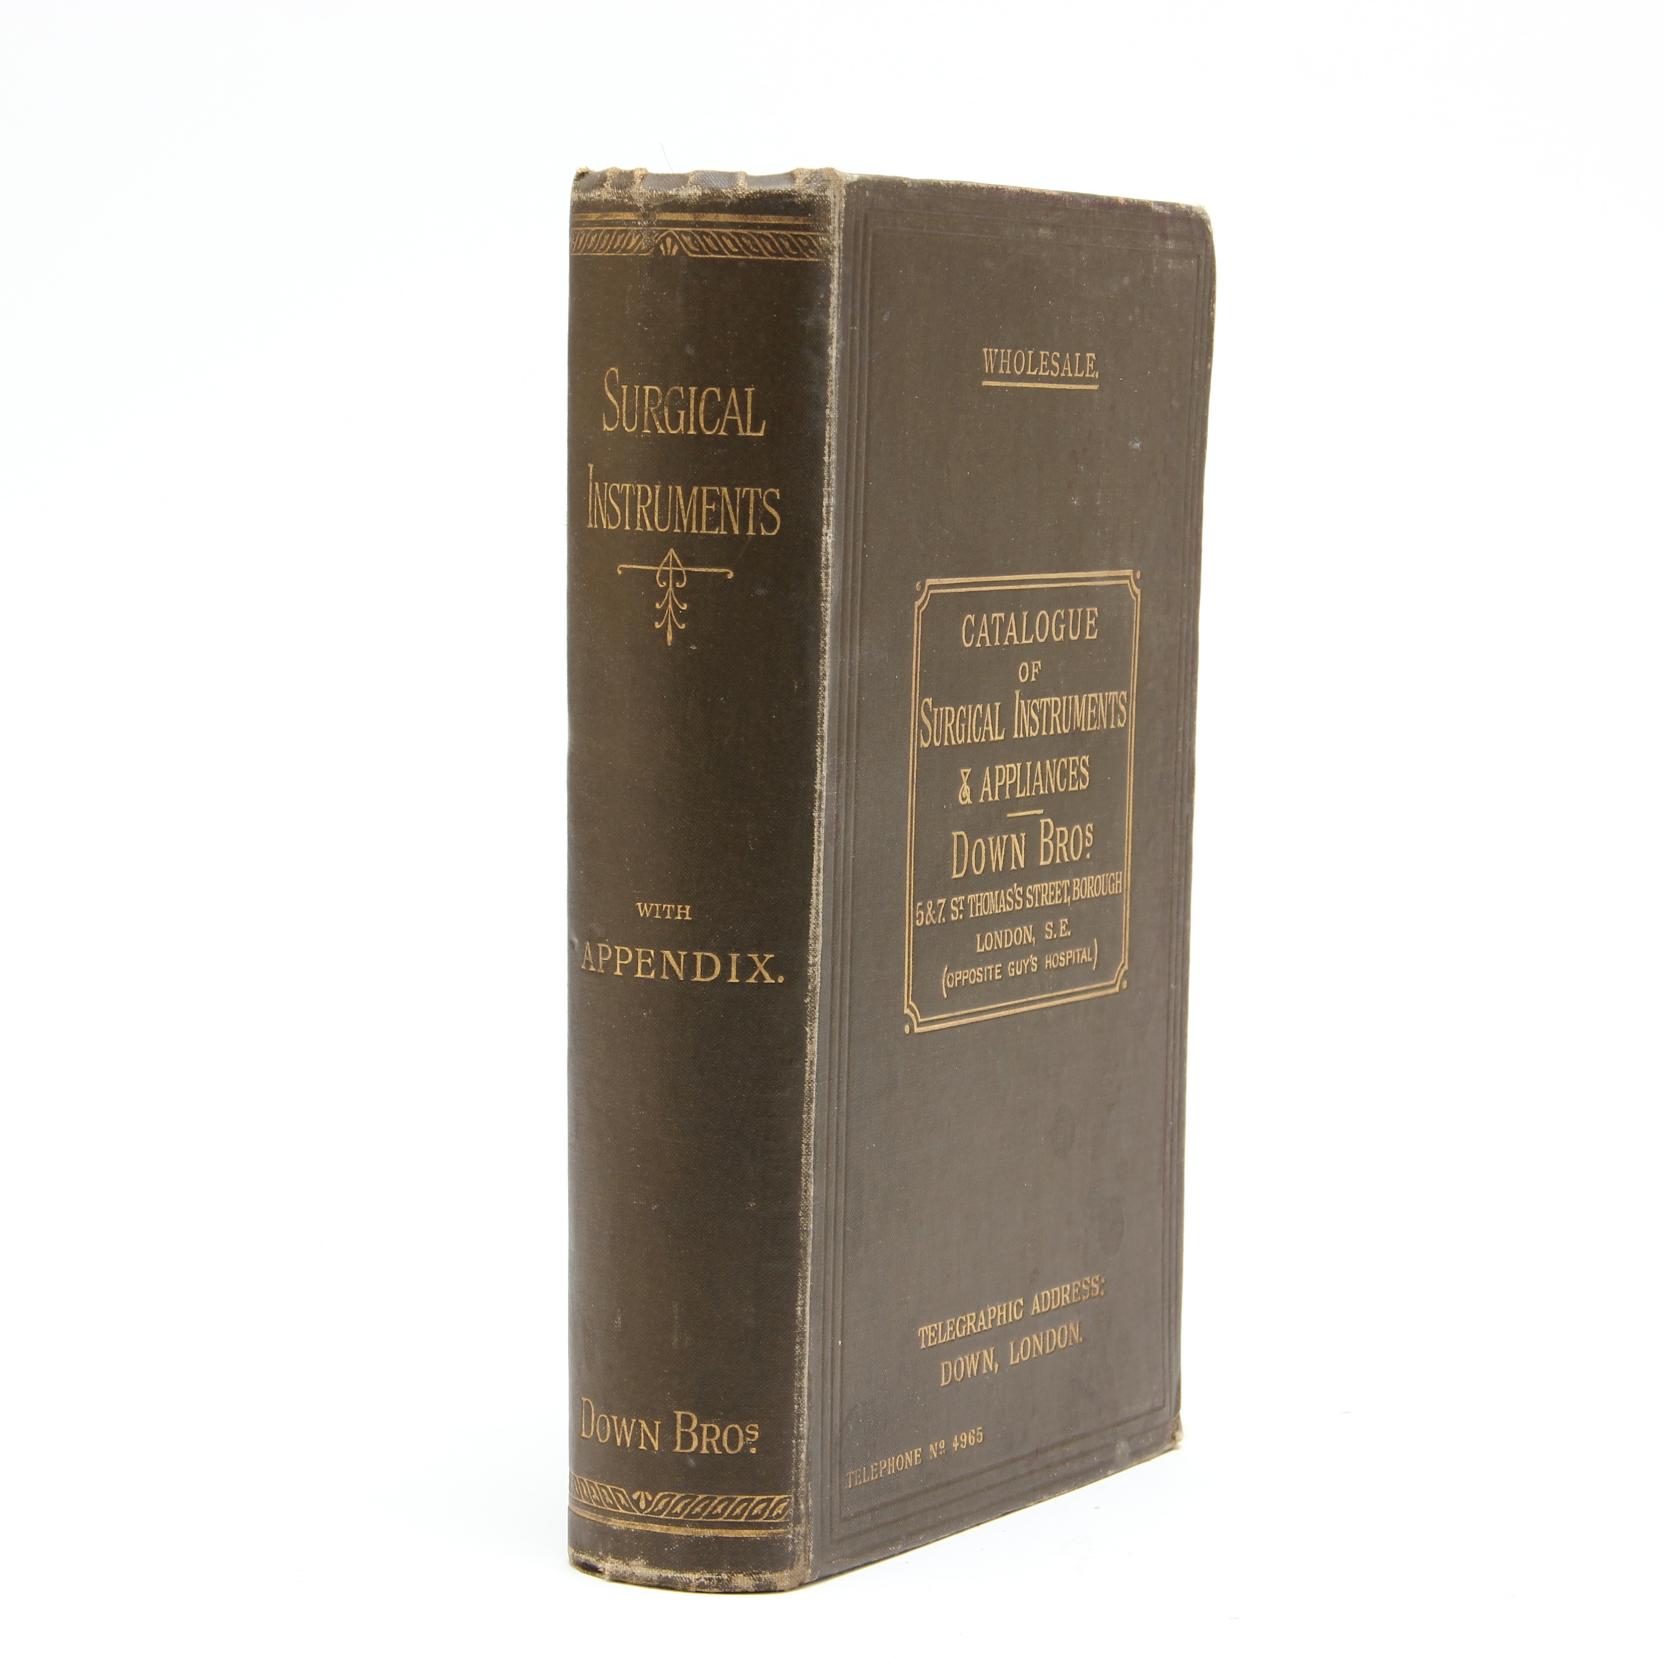 SURGICAL
INSTRUMENTS
WITH
APPENDIX.
DOWN BROS.
WHOLESALE.
CATALOGUE
OF
SURGICAL INSTRUMENTS
& APPLIANCES
DOWN BROS.
5 & 7. ST. THOMAS'S STREET, BOROUGH
LONDON, S.E.
(OPPOSITE GUY'S HOSPITAL)
TELEGRAPHIC ADDRESS:
DOWN, LONDON.
TELEPHONE No 4965